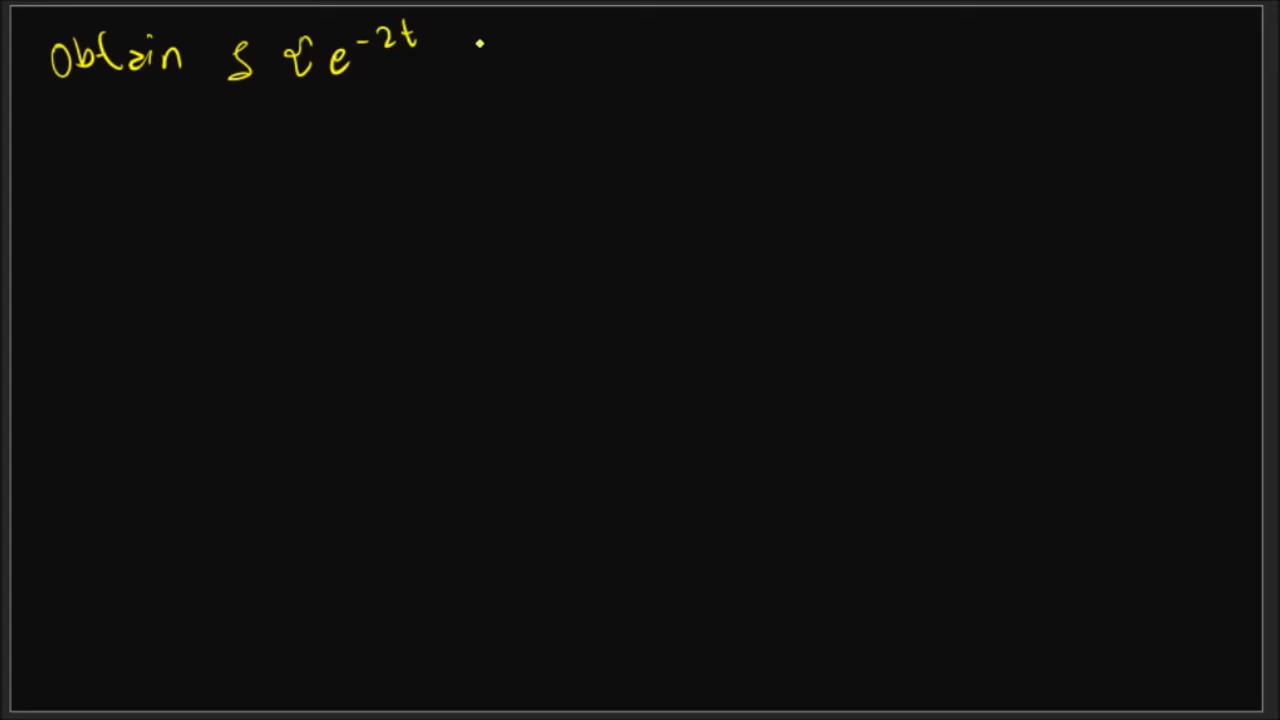 Obtain ℒ {e^{-2t}